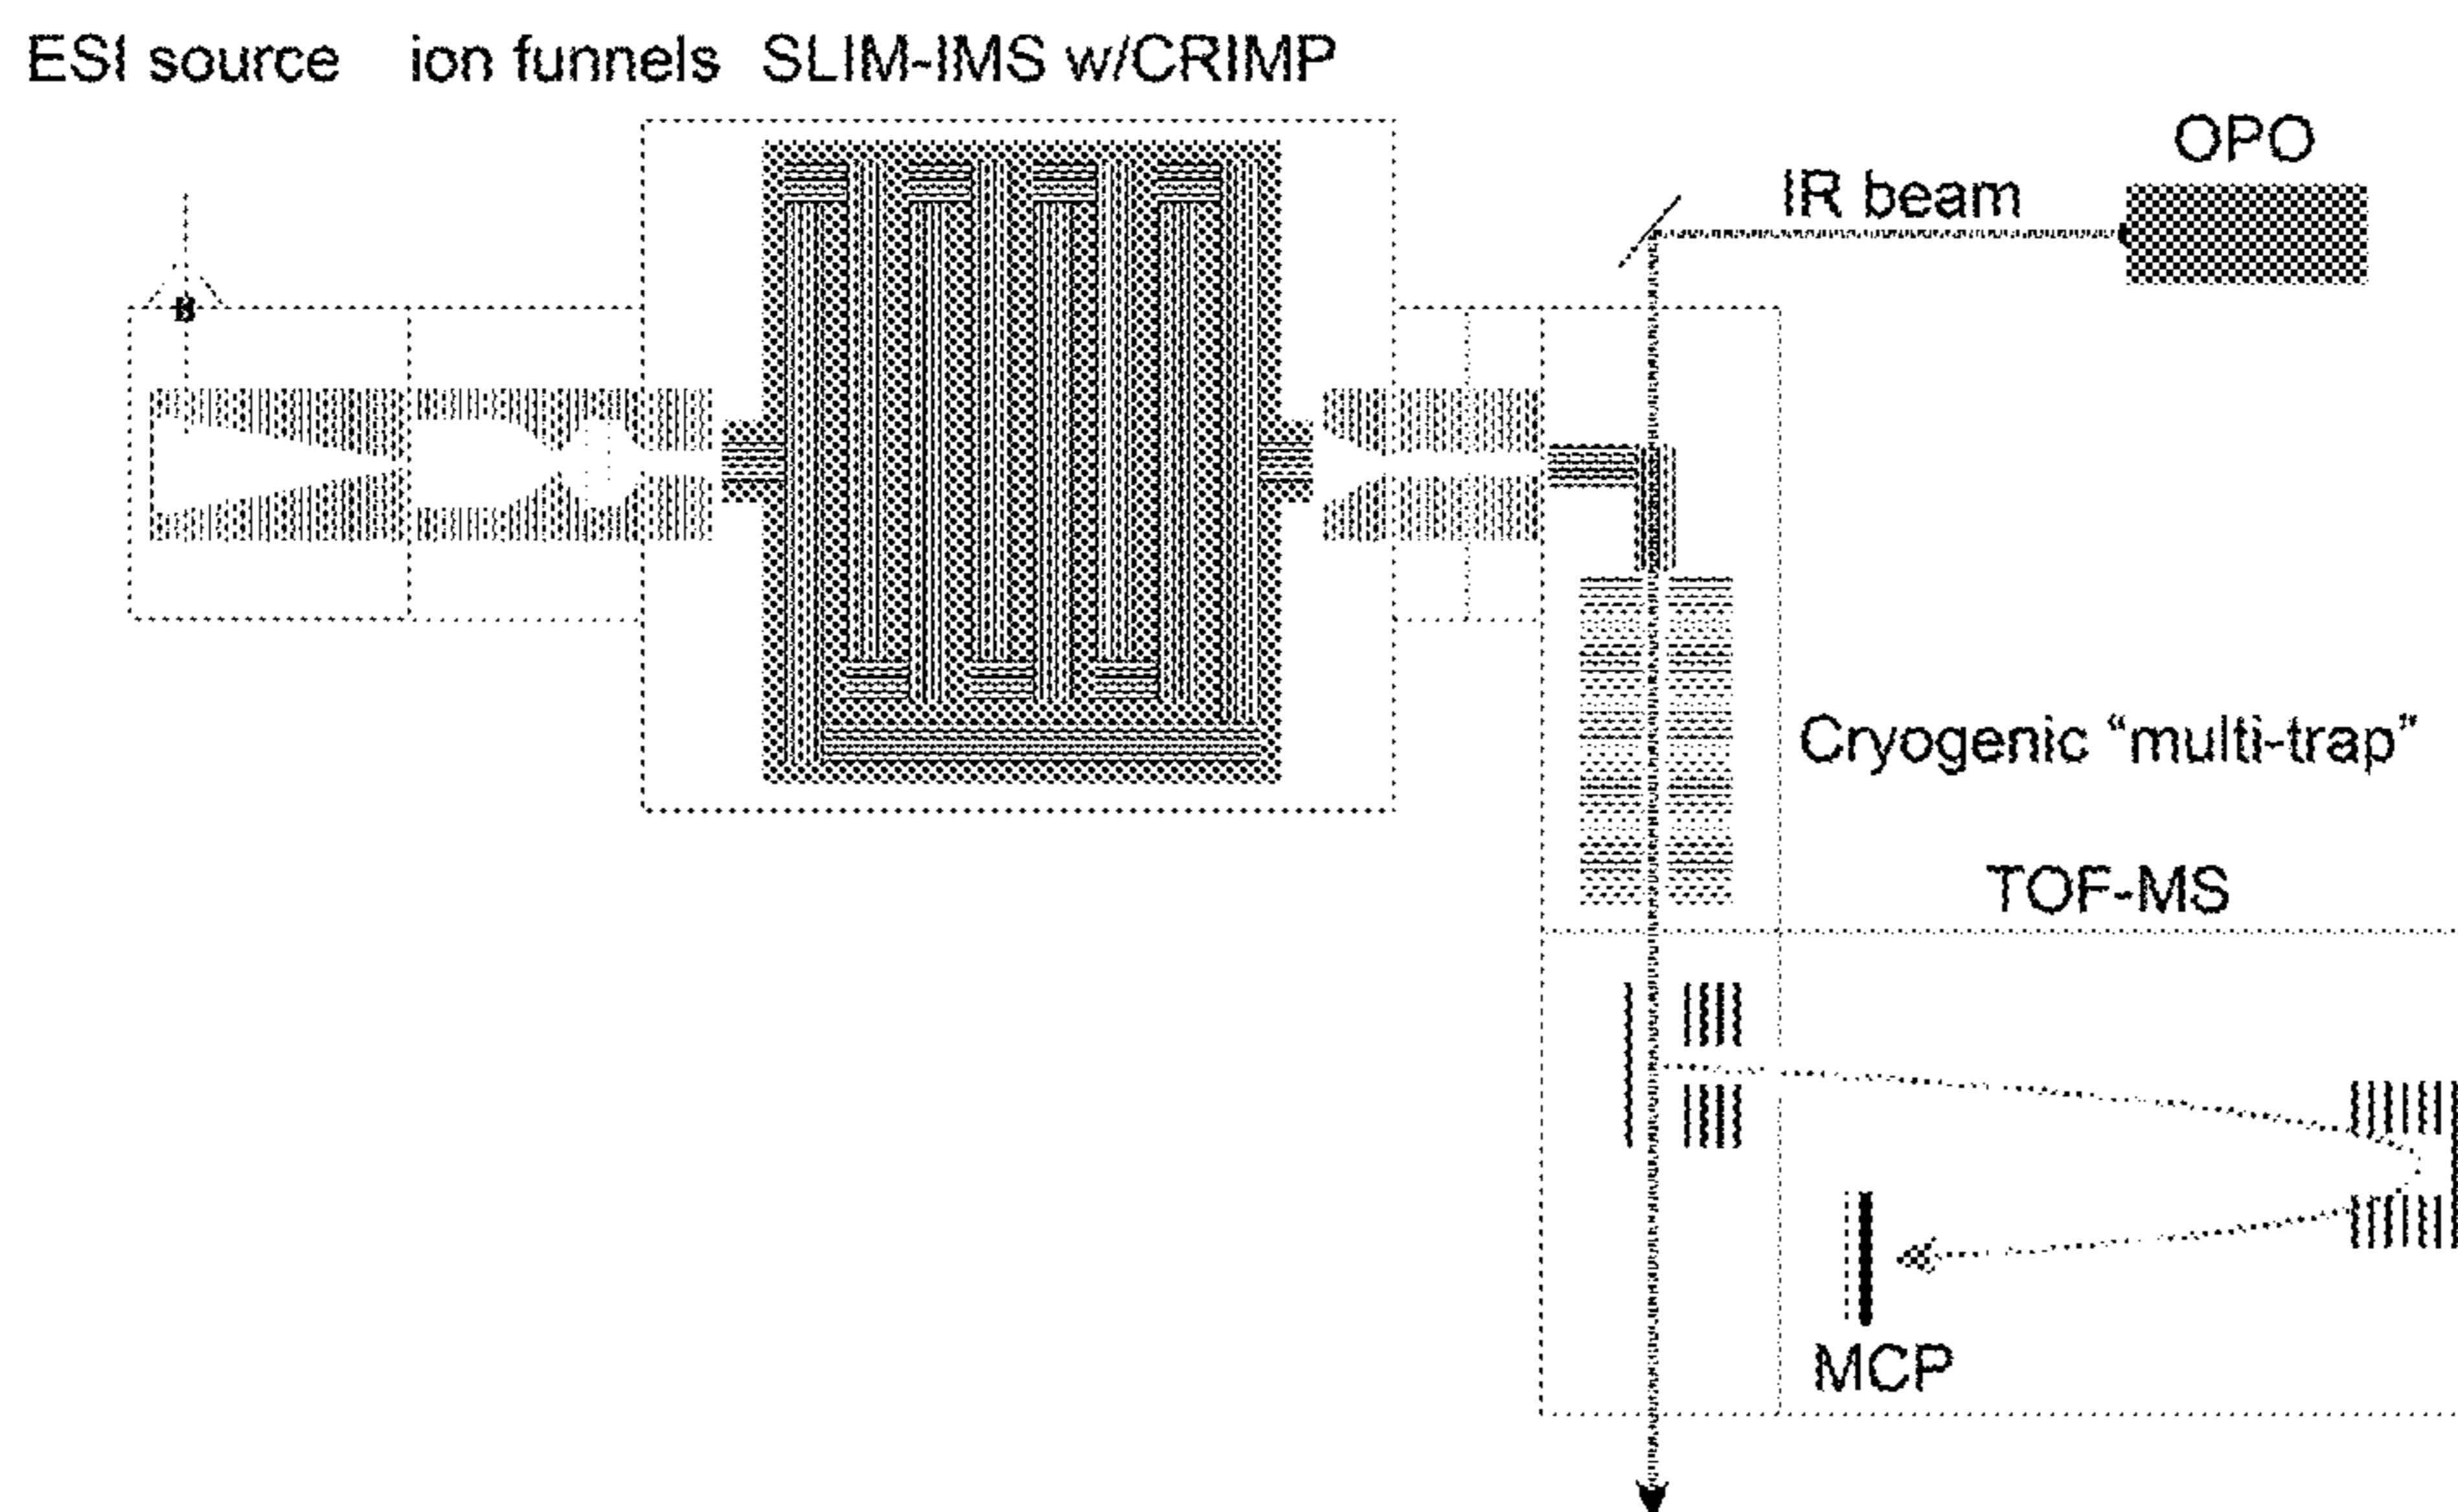 ESI source ion funnels SLIM-IMS w/CRIMP
OPO
IR beam
Cryogenic “multi-trap”
TOF-MS
MCP